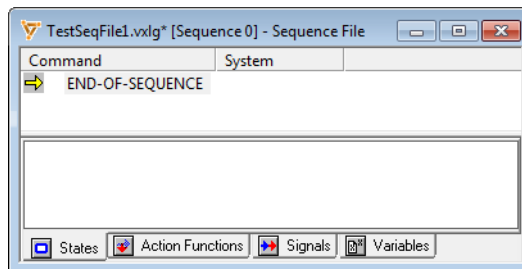 TestSeqFile1.vxlg* [Sequence 0] - Sequence File
Command System
END-OF-SEQUENCE
States Action Functions Signals Variables